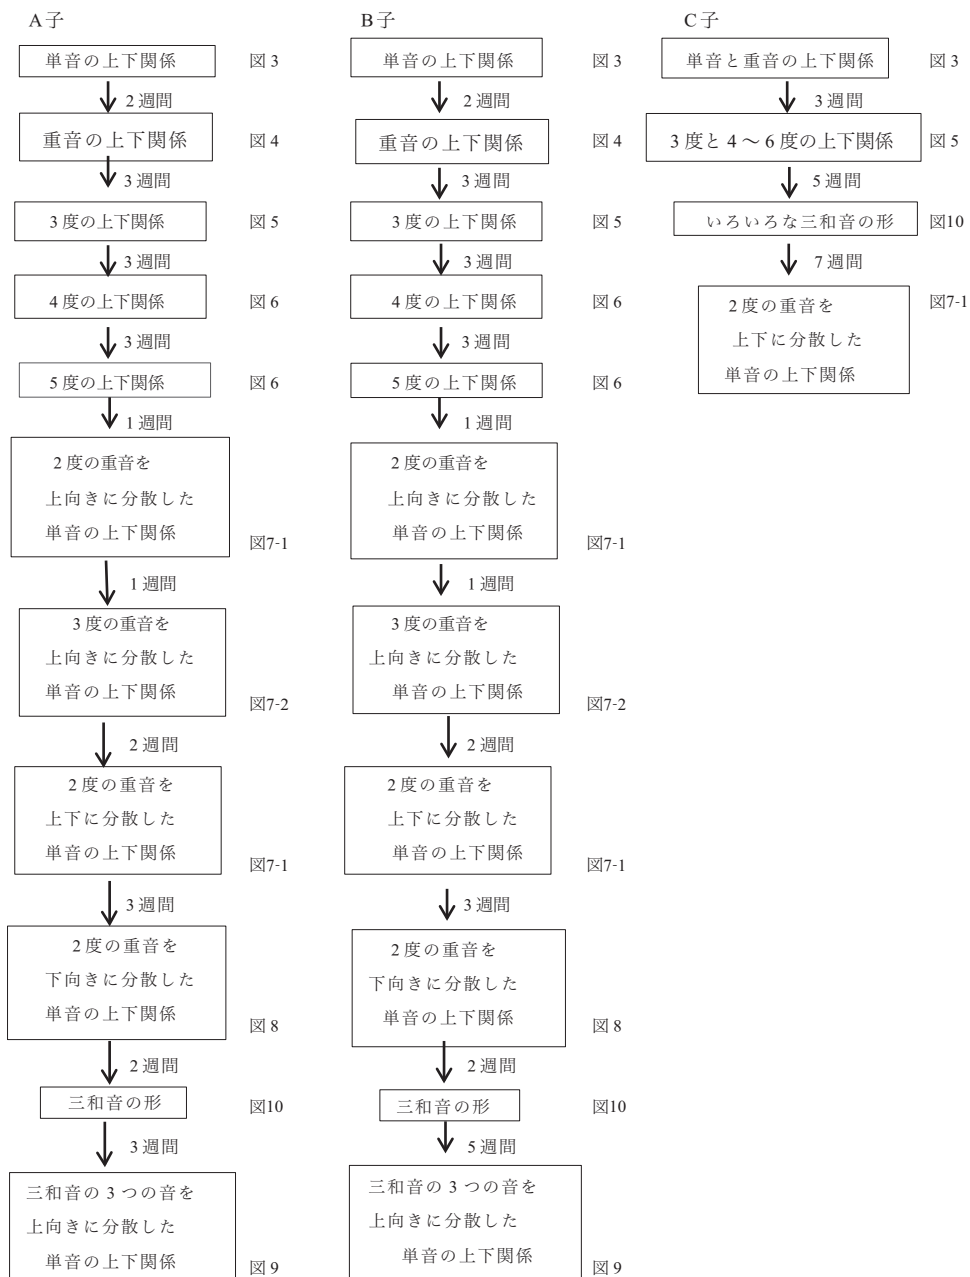 A子
単音の上下関係 図3
2週間
重音の上下関係 図4
3週間
3度の上下関係 図5
3週間
4度の上下関係 図6
3週間
5度の上下関係 図6
1週間
2度の重音を
上向きに分散した
単音の上下関係
図7-1
1週間
3度の重音を
上向きに分散した
単音の上下関係
図7-2
2週間
2度の重音を
上下に分散した
単音の上下関係
図7-1
3週間
2度の重音を
下向きに分散した
単音の上下関係
図8
2週間
三和音の形 図10
3週間
三和音の3つの音を
上向きに分散した
単音の上下関係
図9
B子
単音の上下関係 図3
2週間
重音の上下関係 図4
3週間
3度の上下関係 図5
3週間
4度の上下関係 図6
3週間
5度の上下関係 図6
1週間
2度の重音を
上向きに分散した
単音の上下関係
図7-1
1週間
3度の重音を
上向きに分散した
単音の上下関係
図7-2
2週間
2度の重音を
上下に分散した
単音の上下関係
図7-1
3週間
2度の重音を
下向きに分散した
単音の上下関係
図8
2週間
三和音の形 図10
5週間
三和音の3つの音を
上向きに分散した
単音の上下関係
図9
C子
単音と重音の上下関係 図3
3週間
3度と4〜6度の上下関係 図5
5週間
いろいろな三和音の形 図10
7週間
2度の重音を 図7-1
上下に分散した
単音の上下関係